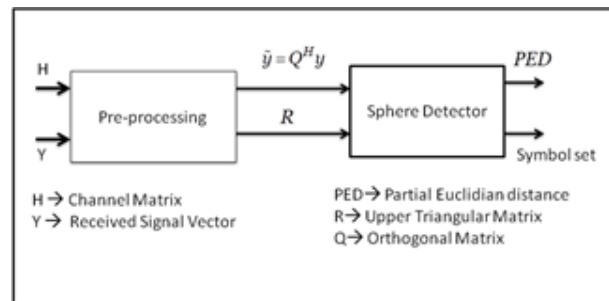 H
Y
Pre-processing
ỹ = Q^H y
R
Sphere Detector
PED
Symbol set
H → Channel Matrix
Y → Received Signal Vector
PED→ Partial Euclidian distance
R→ Upper Triangular Matrix
Q→ Orthogonal Matrix